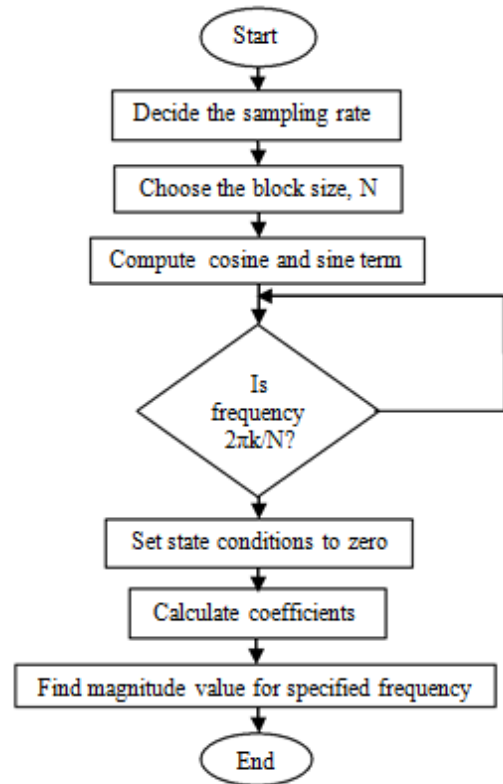 Start
Decide the sampling rate
Choose the block size, N
Compute cosine and sine term
Is
frequency
2πk/N?
Set state conditions to zero
Calculate coefficients
Find magnitude value for specified frequency
End